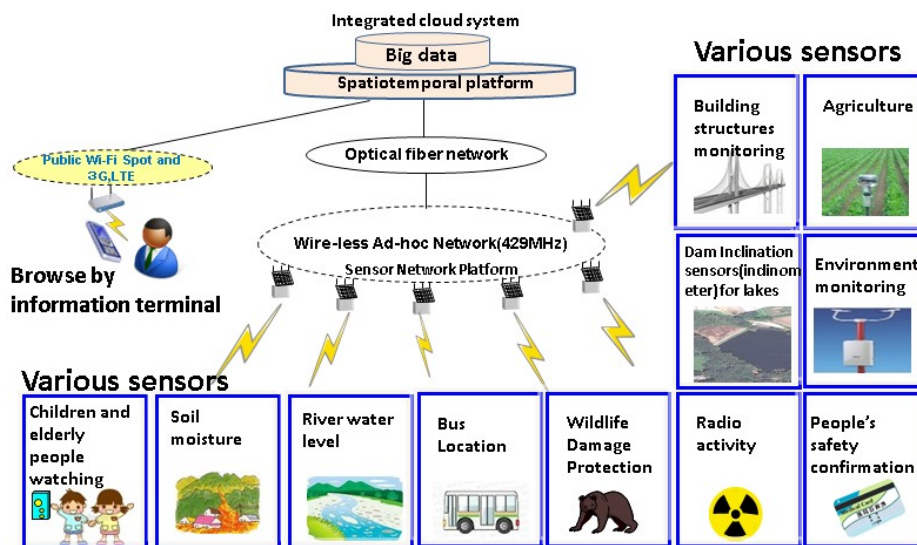 Integrated cloud system
Big data
Spatiotemporal platform
Various sensors
Building
structures
monitoring
Agriculture
Public Wi-Fi Spot and
3G,LTE
Optical fiber network
Wire-less Ad-hoc Network(429MHz)
Sensor Network Platform
Browse by
information terminal
Dam Inclination
sensors(inclinom
eter)for lakes
Environment
monitoring
Various sensors
Children and
elderly
people
watching
Soil
moisture
River water
level
Bus
Location
Wildlife
Damage
Protection
Radio
activity
People's
safety
confirmation
Medical Card